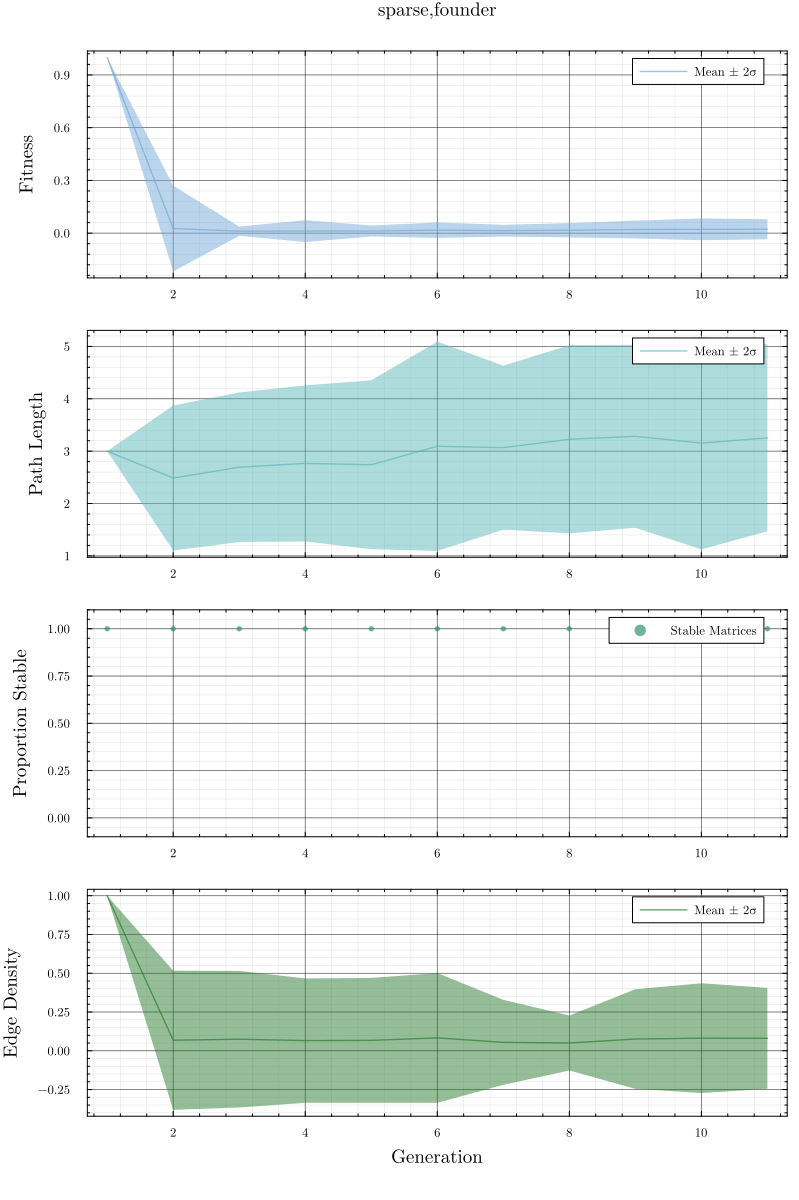 sparse,founder
Fitness
0.9
0.6
0.3
0.0
Mean ± 2σ
2 4 6 8 10
Path Length
5
4
3
2
1
Mean ± 2σ
2 4 6 8 10
Proportion Stable
1.00
0.75
0.50
0.25
0.00
Stable Matrices
2 4 6 8 10
Edge Density
1.00
0.75
0.50
0.25
0.00
−0.25
Mean ± 2σ
2 4 6 8 10
Generation